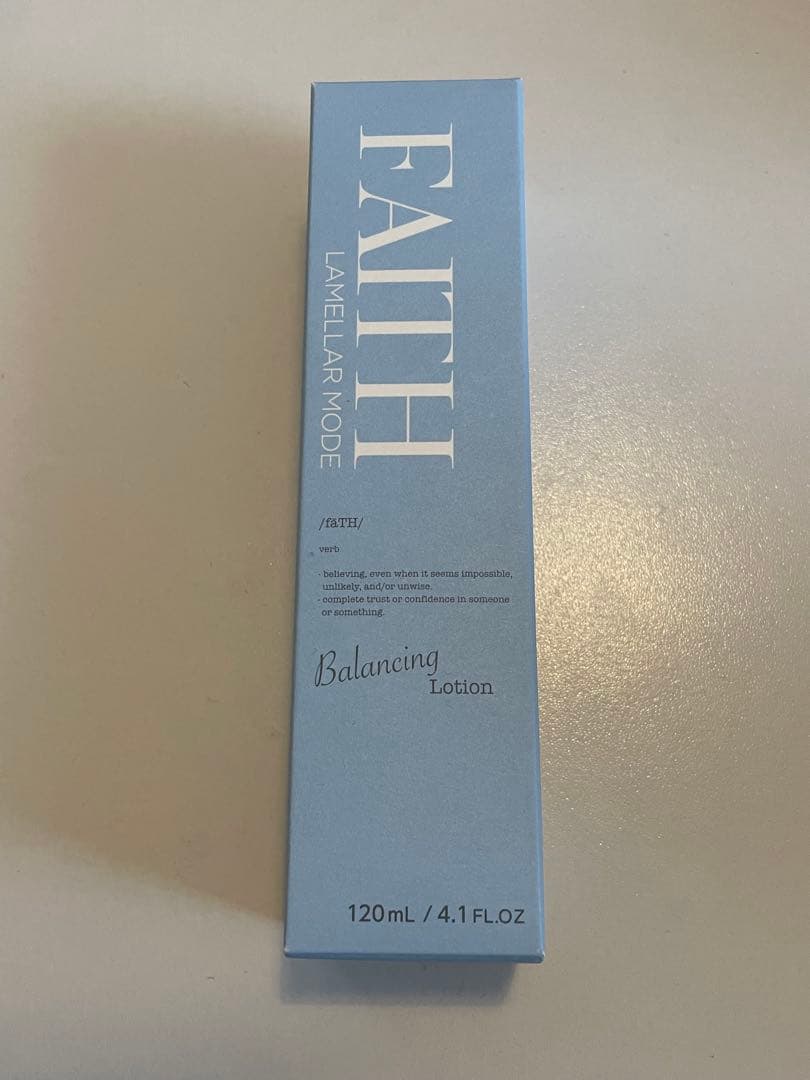 FAITH
LAMELLAR MODE
/fāTH/
verb
- believing, even when it seems impossible,
unlikely, and/or unwise.
- complete trust or confidence in someone
or something.
Balancing
Lotion
120mL / 4.1 FL.OZ